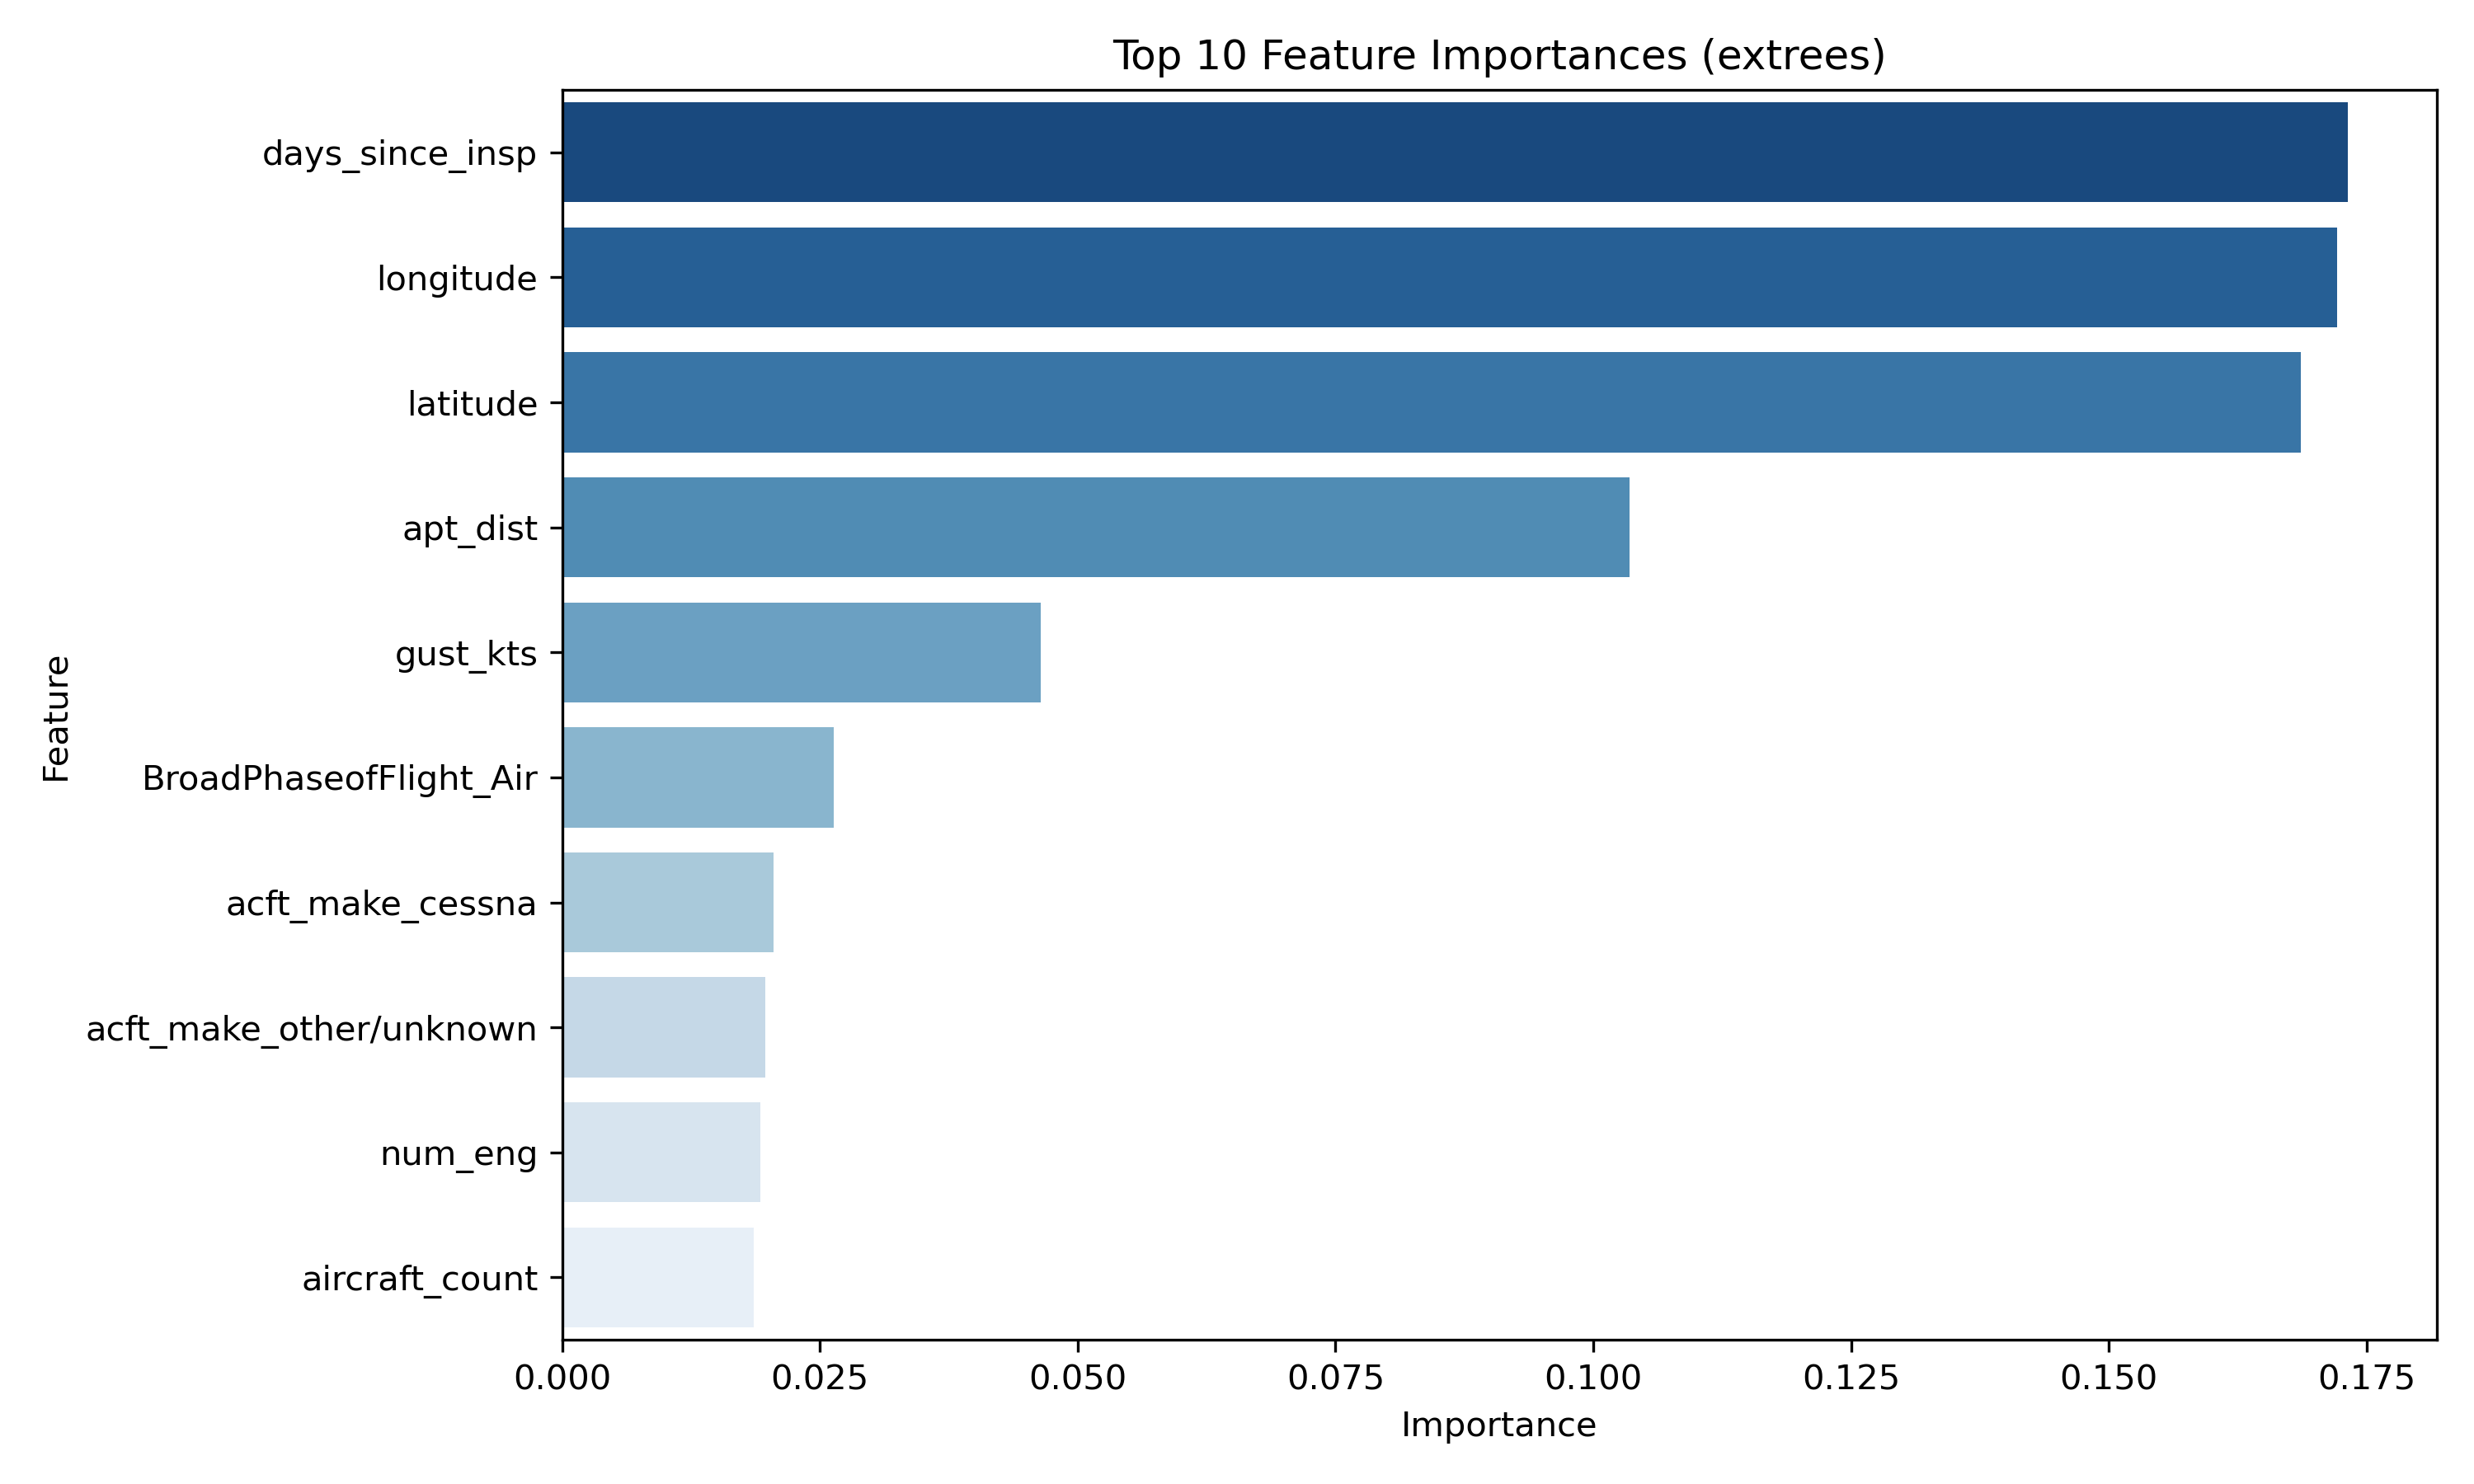 Top 10 Feature Importances (extrees)
days_since_insp
longitude
latitude
apt_dist
gust_kts
BroadPhaseofFlight_Air
acft_make_cessna
acft_make_other/unknown
num_eng
aircraft_count
Feature
0.000 0.025 0.050 0.075 0.100 0.125 0.150 0.175
Importance